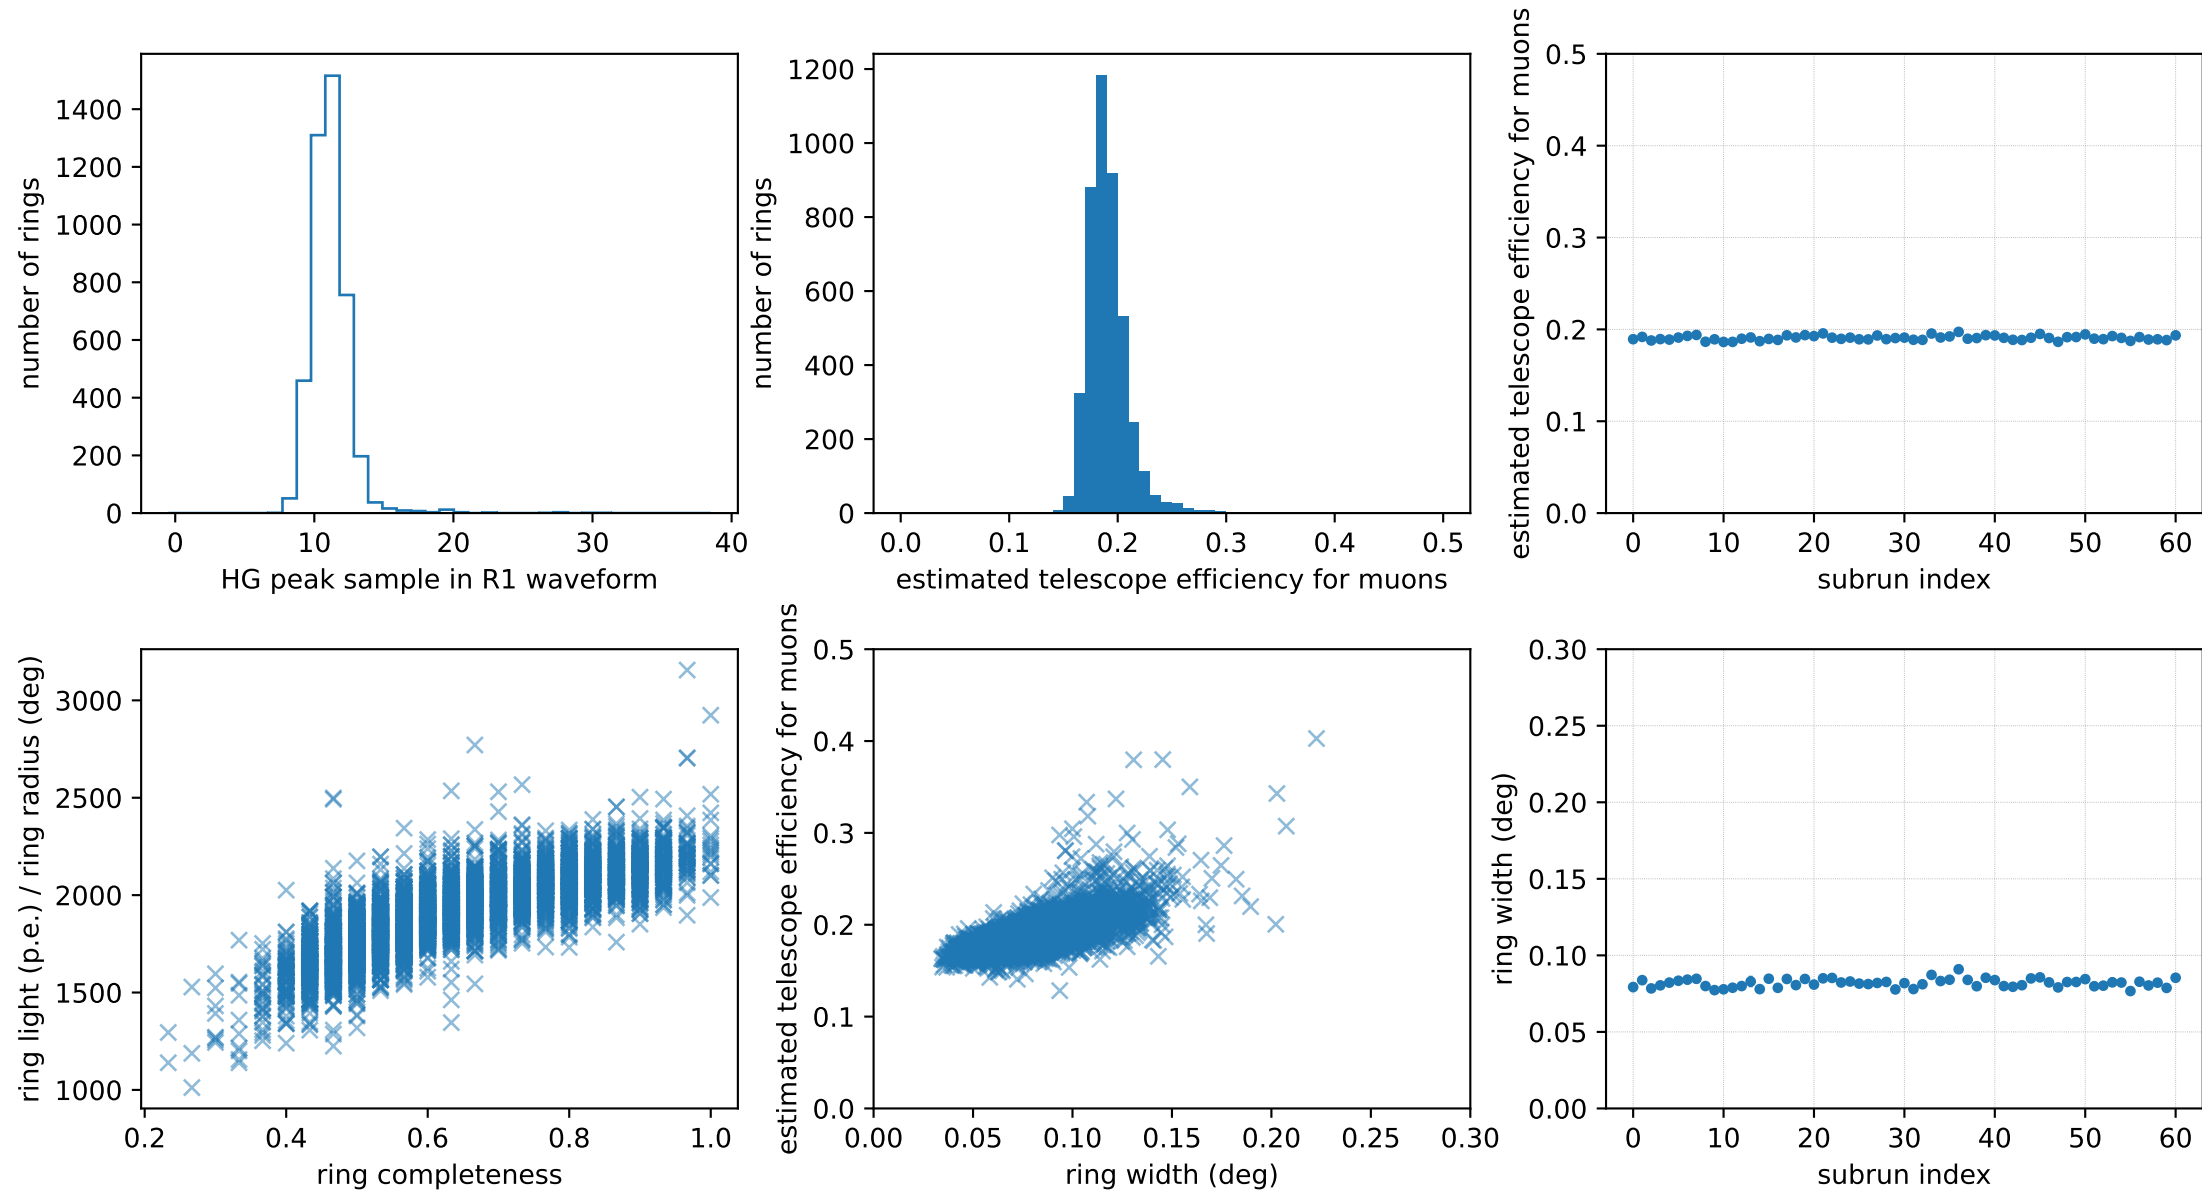 1400
1200
1000
800
600
400
200
0
number of rings
0 10 20 30 40
HG peak sample in R1 waveform
1200
1000
800
600
400
200
0
number of rings
0.0 0.1 0.2 0.3 0.4 0.5
estimated telescope efficiency for muons
0.5
0.4
0.3
0.2
0.1
0.0
estimated telescope efficiency for muons
0 10 20 30 40 50 60
subrun index
3000
2500
2000
1500
1000
ring light (p.e.) / ring radius (deg)
0.2 0.4 0.6 0.8 1.0
ring completeness
0.5
0.4
0.3
0.2
0.1
0.0
estimated telescope efficiency for muons
0.00 0.05 0.10 0.15 0.20 0.25 0.30
ring width (deg)
0.30
0.25
0.20
0.15
0.10
0.05
0.00
ring width (deg)
0 10 20 30 40 50 60
subrun index